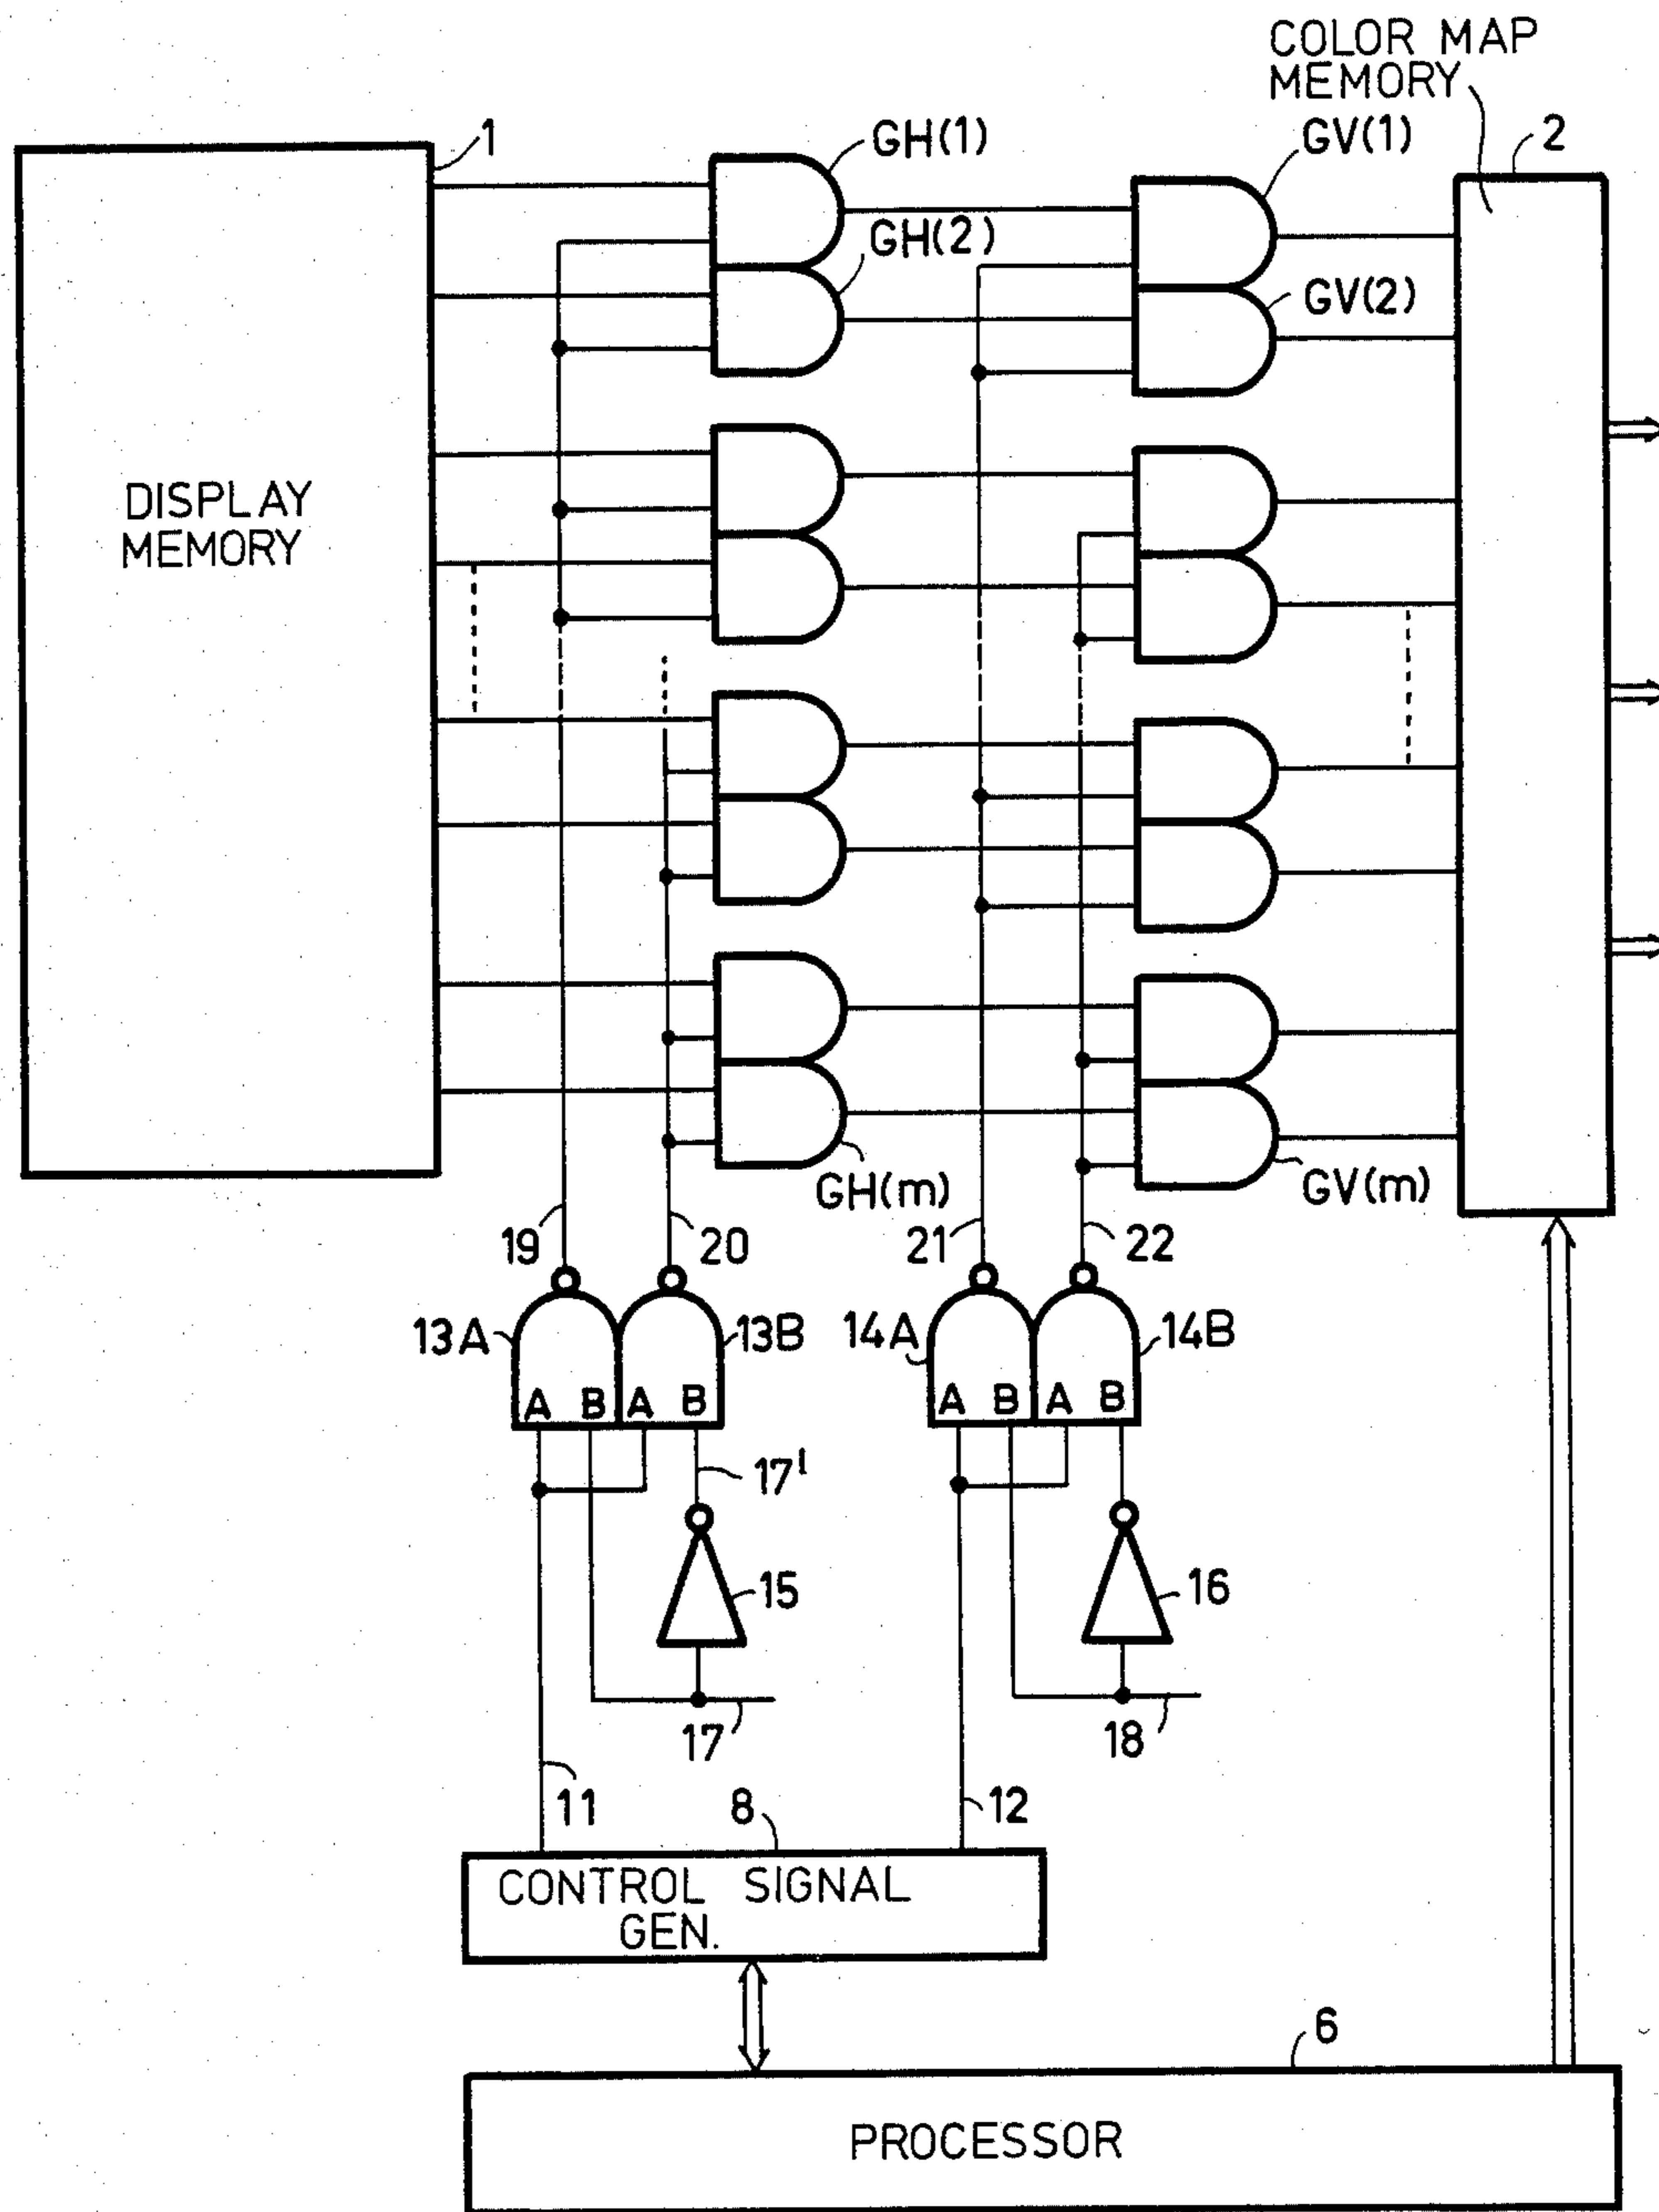 COLOR MAP
MEMORY
1
GH(1)
GV(1)
2
GH(2)
GV(2)
DISPLAY
MEMORY
GH(m)
GV(m)
19
20
21
22
13A
13B
14A
14B
A B A B
A B A B
17'
15
16
17
18
11
8
12
CONTROL SIGNAL
GEN.
6
PROCESSOR